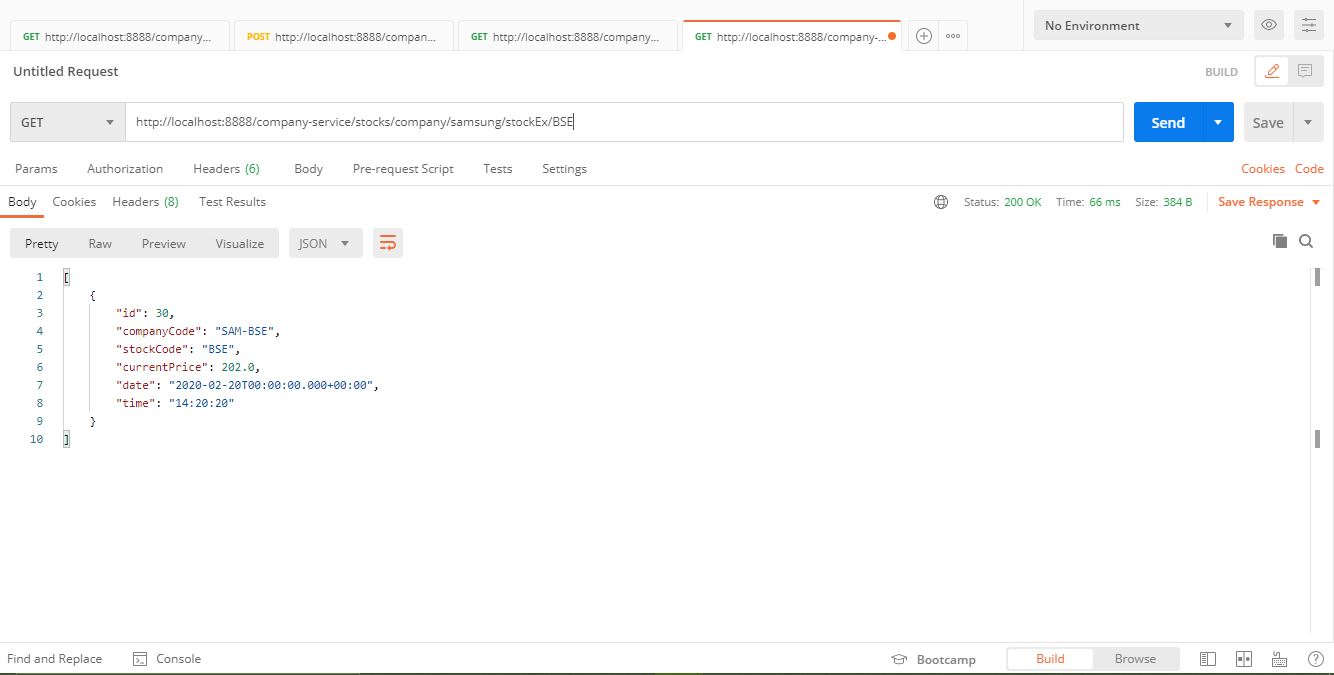 GET http://localhost:8888/company... POST http://localhost:8888/compan... GET http://localhost:8888/company... GET http://localhost:8888/company-... No Environment
Untitled Request BUILD
GET http://localhost:8888/company-service/stocks/company/samsung/stockEx/BSE Send Save
Params Authorization Headers (6) Body Pre-request Script Tests Settings Cookies Code
Body Cookies Headers (8) Test Results Status: 200 OK Time: 66 ms Size: 384 B Save Response
Pretty Raw Preview Visualize JSON
1 [
2 {
3 "id": 30,
4 "companyCode": "SAM-BSE",
5 "stockCode": "BSE",
6 "currentPrice": 202.0,
7 "date": "2020-02-20T00:00:00.000+00:00",
8 "time": "14:20:20"
9 }
10 ]
Find and Replace Console Bootcamp Build Browse